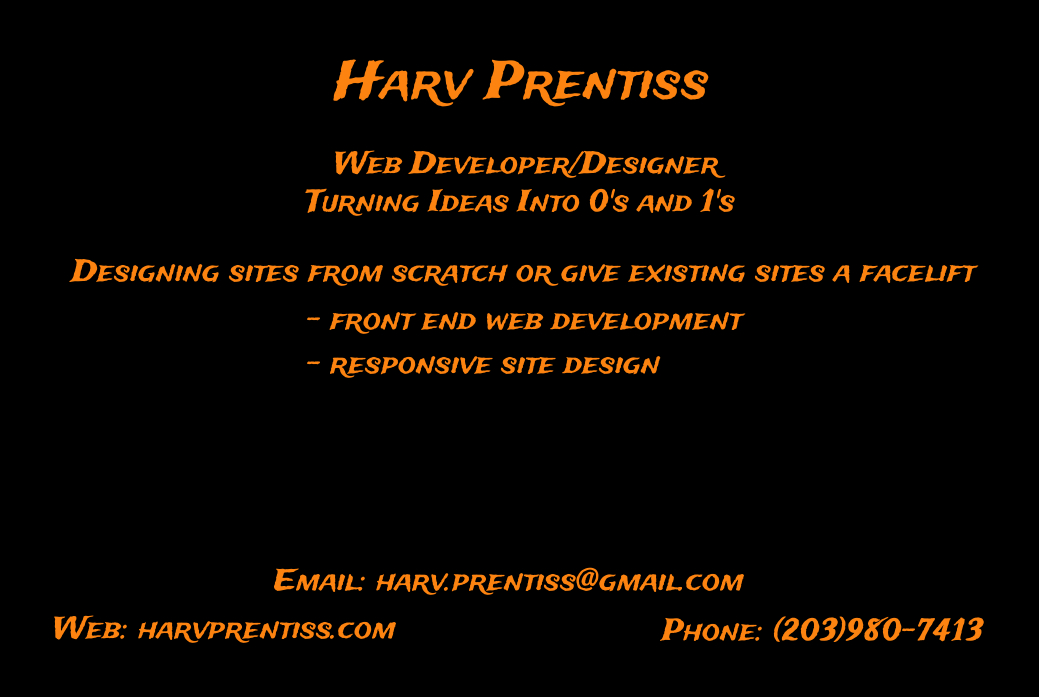 Harv Prentiss
Web Developer/Designer
Turning Ideas Into 0's and 1's
Designing sites from scratch or give existing sites a facelift
- front end web development
- responsive site design
Email: harv.prentiss@gmail.com
Web: harvprentiss.com
Phone: (203)980-7413